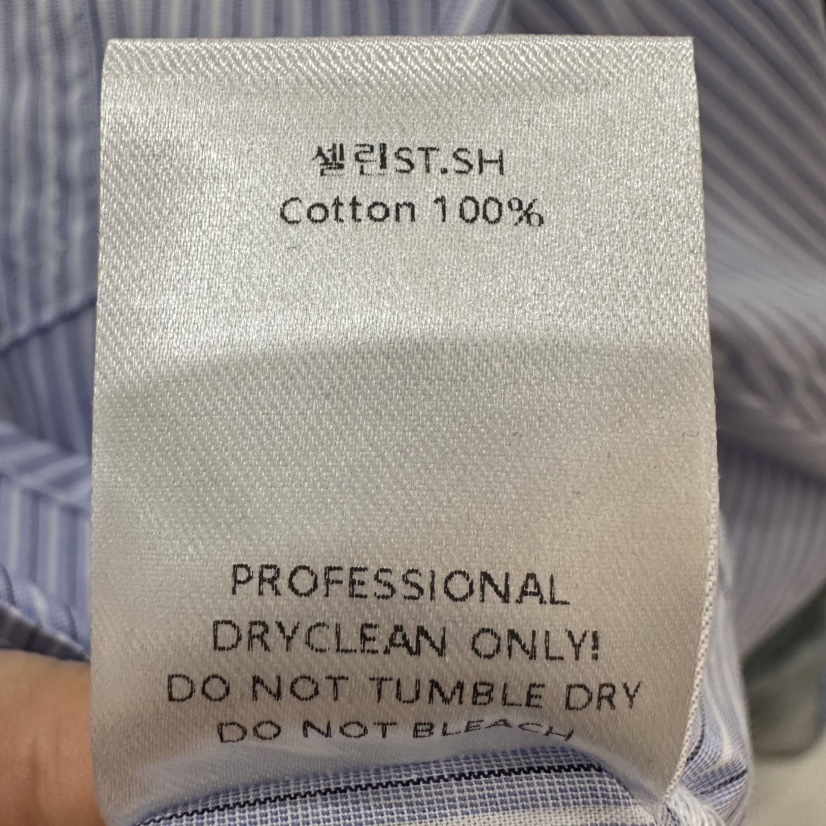 셀린ST.SH
Cotton 100%
PROFESSIONAL
DRYCLEAN ONLY!
DO NOT TUMBLE DRY
DO NOT BLEACH